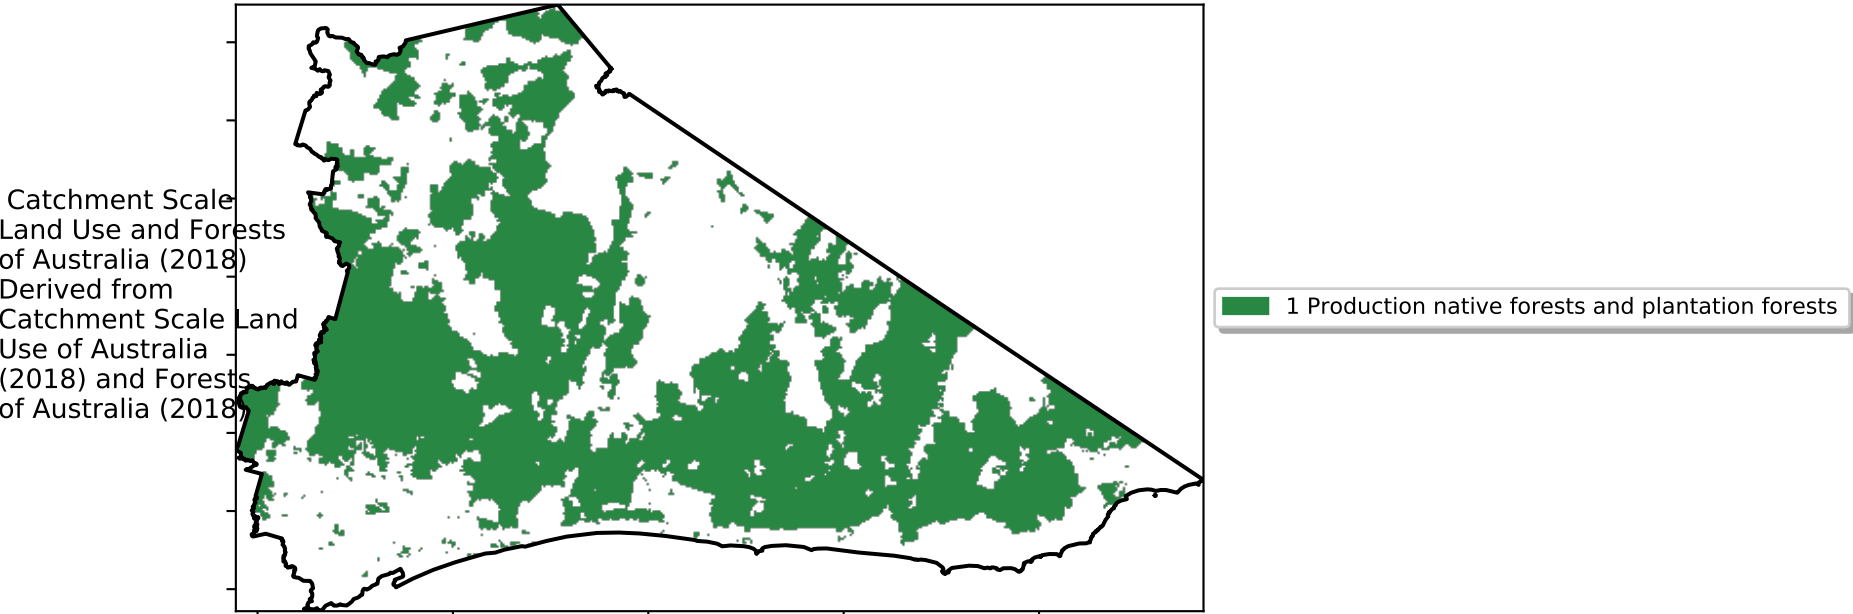 Catchment Scale
Land Use and Forests
of Australia (2018)
Derived from
Catchment Scale Land
Use of Australia
(2018) and Forests
of Australia (2018)
1 Production native forests and plantation forests